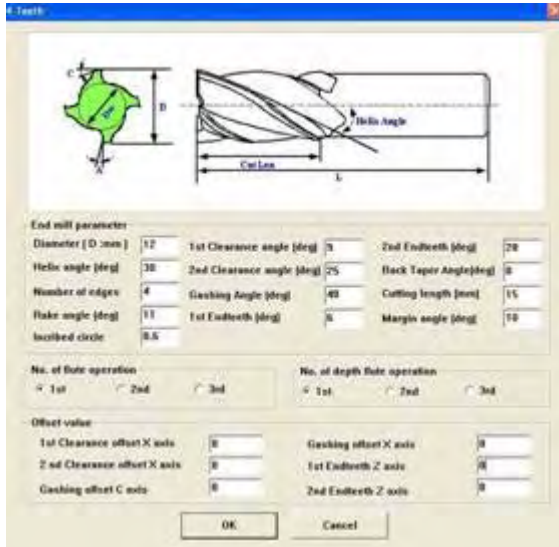 4 Teeth
C
D
Dw
A
Helix Angle
Cut Len
L
End mill parameter
Diameter ( D :mm ) 12 1st Clearance angle (deg) 9 2nd Endteeth (deg) 20
Helix angle (deg) 30 2nd Clearance angle (deg) 25 Back Taper Angle(deg) 0
Number of edges 4 Gashing Angle (deg) 40 Cutting length (mm) 15
Rake angle (deg) 11 1st Endteeth (deg) 6 Margin angle (deg) 10
Incribed circle 0.6
No. of flute operation No. of depth flute operation
1st 2nd 3rd 1st 2nd 3rd
Offset value
1st Clearance offset X axis 0 Gashing offset X axis 0
2 nd Clearance offset X axis 0 1st Endteeth Z axis 0
Gashing offset C axis 0 2nd Endteeth Z axis 0
OK Cancel